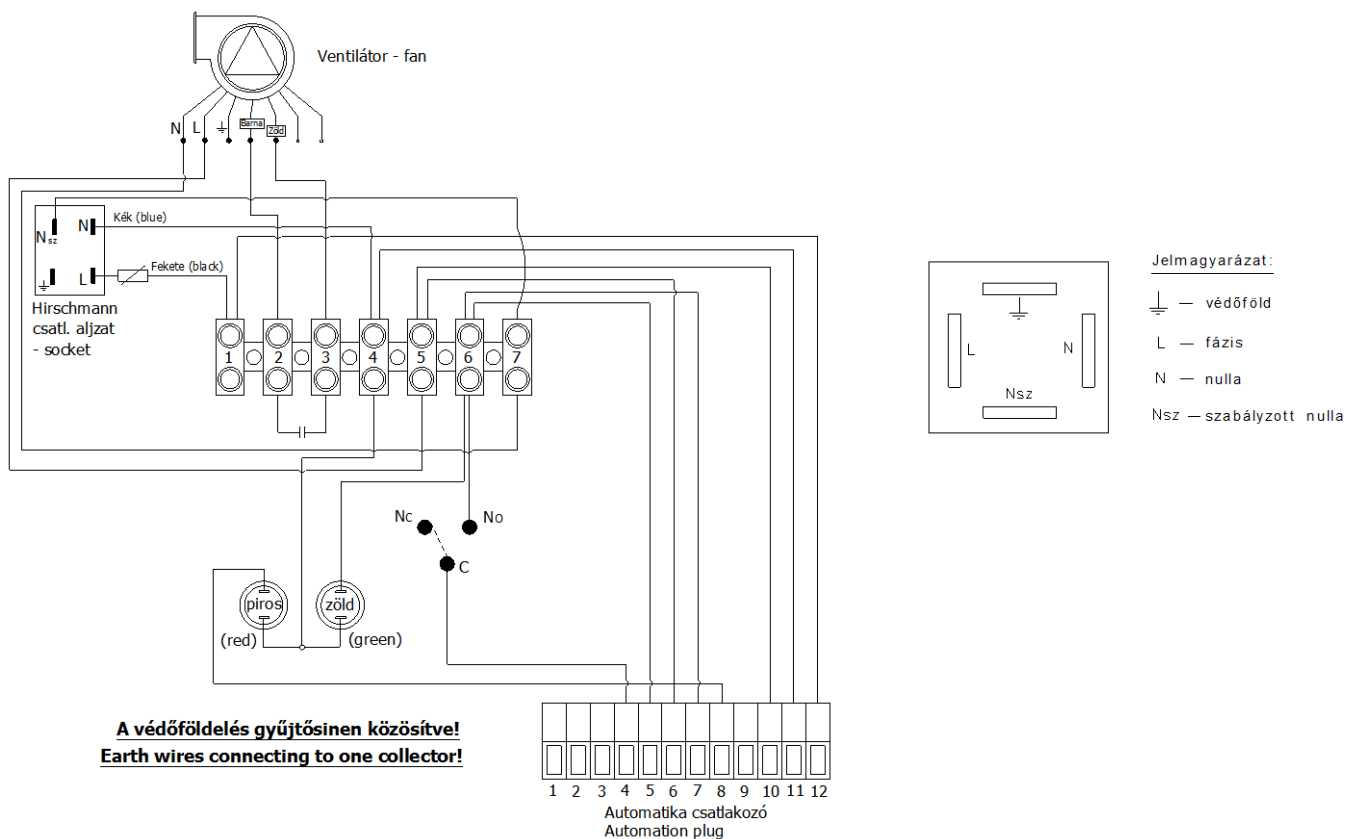 Ventilátor - fan
N L Barna Zöld
N sz N
Kék (blue)
L
Fekete (black)
Hirschmann
csatl. aljzat
- socket
1 2 3 4 5 6 7
Nc No
C
piros zöld
(red) (green)
A védőföldelés gyűjtősinen közösítve!
Earth wires connecting to one collector!
1 2 3 4 5 6 7 8 9 10 11 12
Automatika csatlakozó
Automation plug
L N
Nsz
Jelmagyarázat:
— védőföld
L — fázis
N — nulla
Nsz — szabályzott nulla